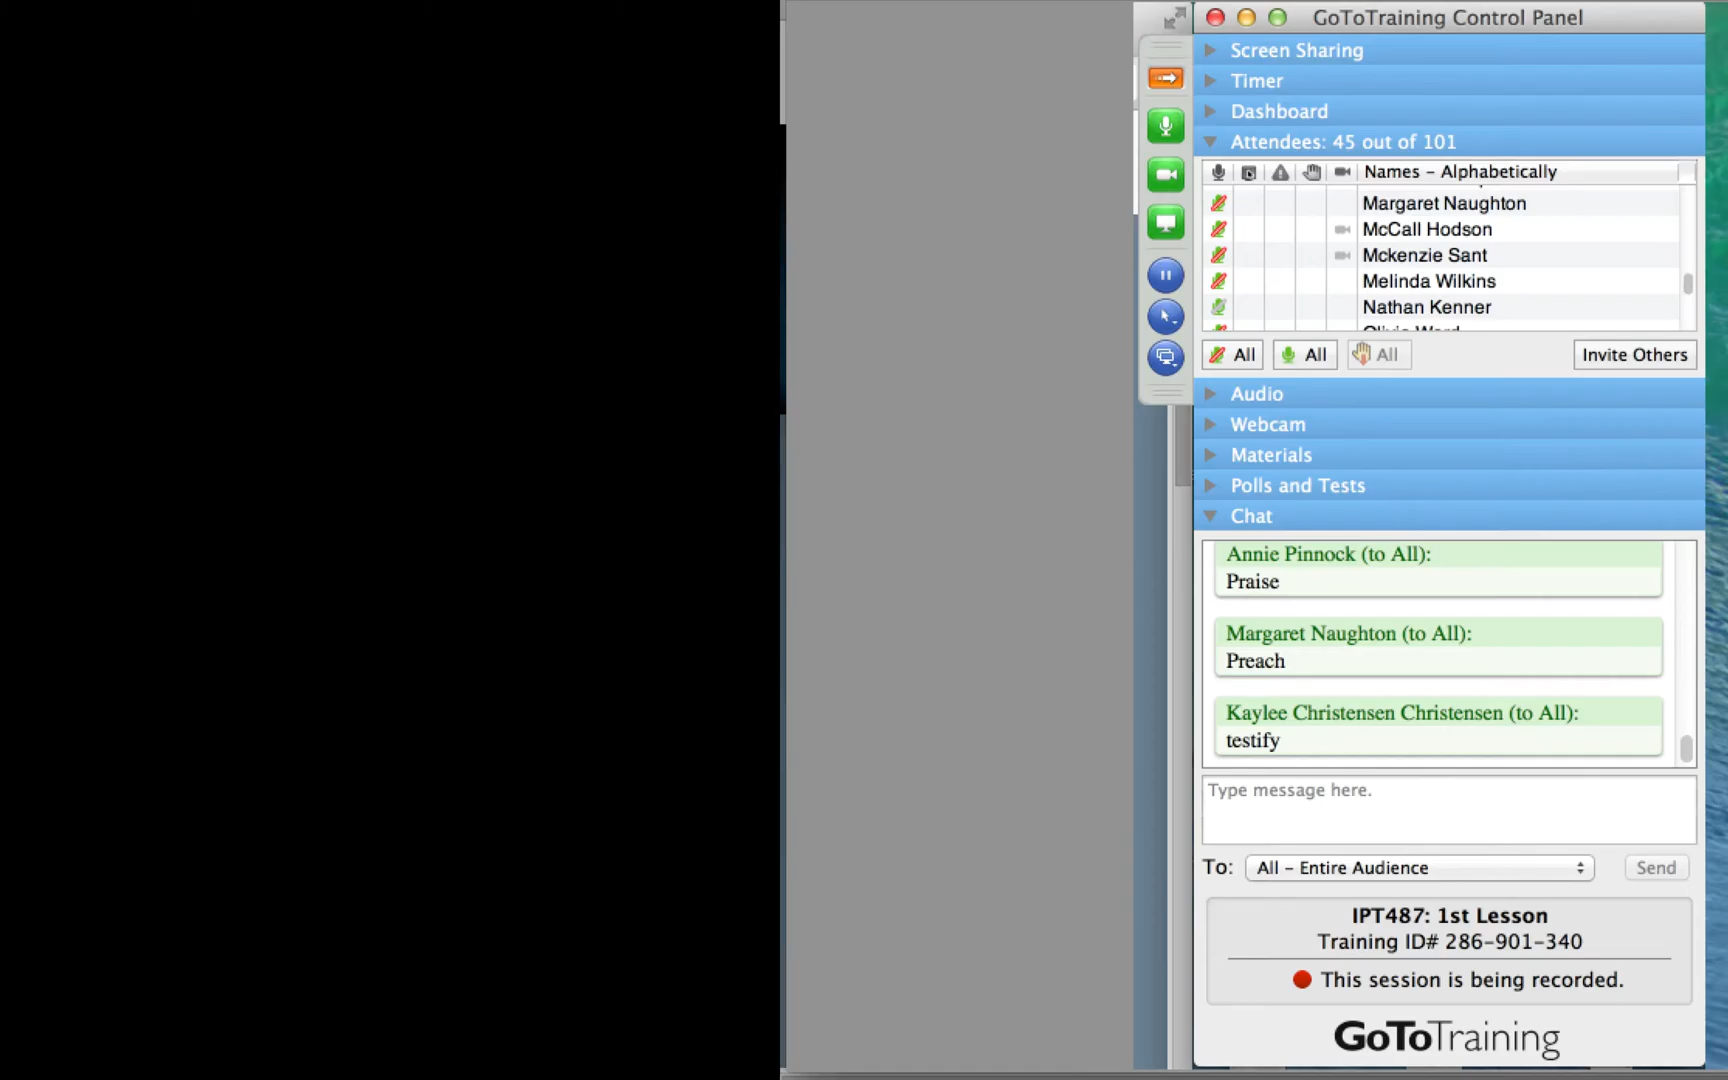 GoToTraining Control Panel
Screen Sharing
Timer
Dashboard
Attendees: 45 out of 101
Names - Alphabetically
Margaret Naughton
McCall Hodson
Mckenzie Sant
Melinda Wilkins
Nathan Kenner
All
All
All
Invite Others
Audio
Webcam
Materials
Polls and Tests
Chat
Annie Pinnock (to All):
Praise
Margaret Naughton (to All):
Preach
Kaylee Christensen Christensen (to All):
testify
Type message here.
To: All - Entire Audience Send
IPT487: 1st Lesson
Training ID# 286-901-340
This session is being recorded.
GoToTraining